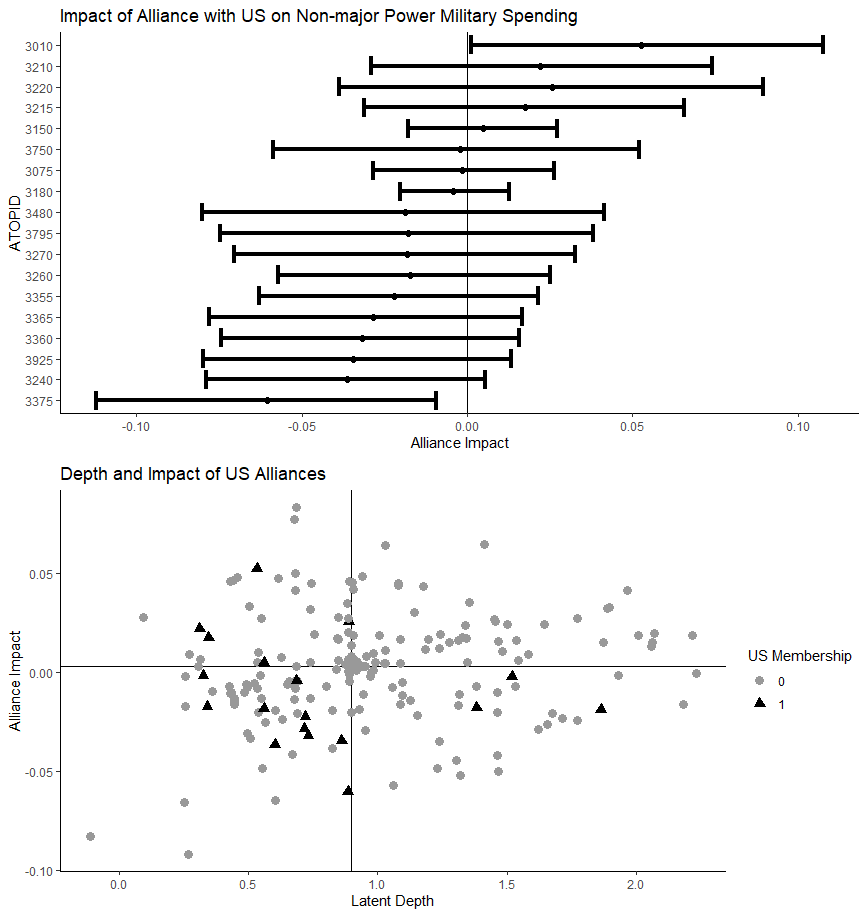 Impact of Alliance with US on Non-major Power Military Spending
ATOPID
3010
3210
3220
3215
3150
3750
3075
3180
3480
3795
3270
3260
3355
3365
3360
3925
3240
3375
-0.10 -0.05 0.00 0.05 0.10
Alliance Impact
Depth and Impact of US Alliances
Alliance Impact
0.05
0.00
-0.05
-0.10
0.0 0.5 1.0 1.5 2.0
Latent Depth
US Membership
0
1